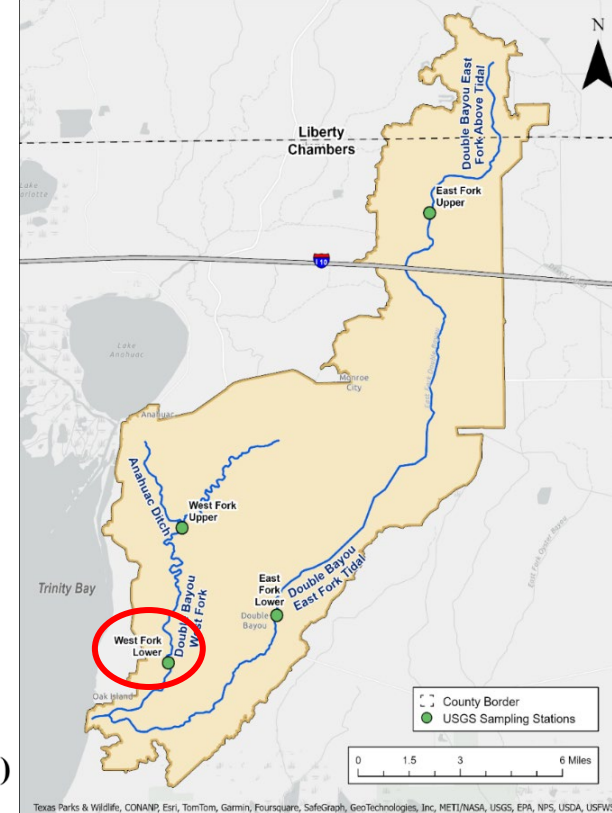 N
Double Bayou East
Fork Above Tidal
Liberty
Chambers
East Fork
Upper
Lake
110
Lake
Anahuac
Monroe
City
Anahuac
Anahuac Ditch
West Fork
Upper
Trinity Bay
Double Bayou
West Fork
East
Fork
Lower
Double Bayou
East Fork Tidal
Double
Bayou
West Fork
Lower
Oak Island
County Border
USGS Sampling Stations
0 1.5 3 6 Miles
)
Texas Parks & Wildlife, CONANP, Esri, TomTom, Garmin, Foursquare, SafeGraph, GeoTechnologies, Inc, METI/NASA, USGS, EPA, NPS, USDA, USFWS